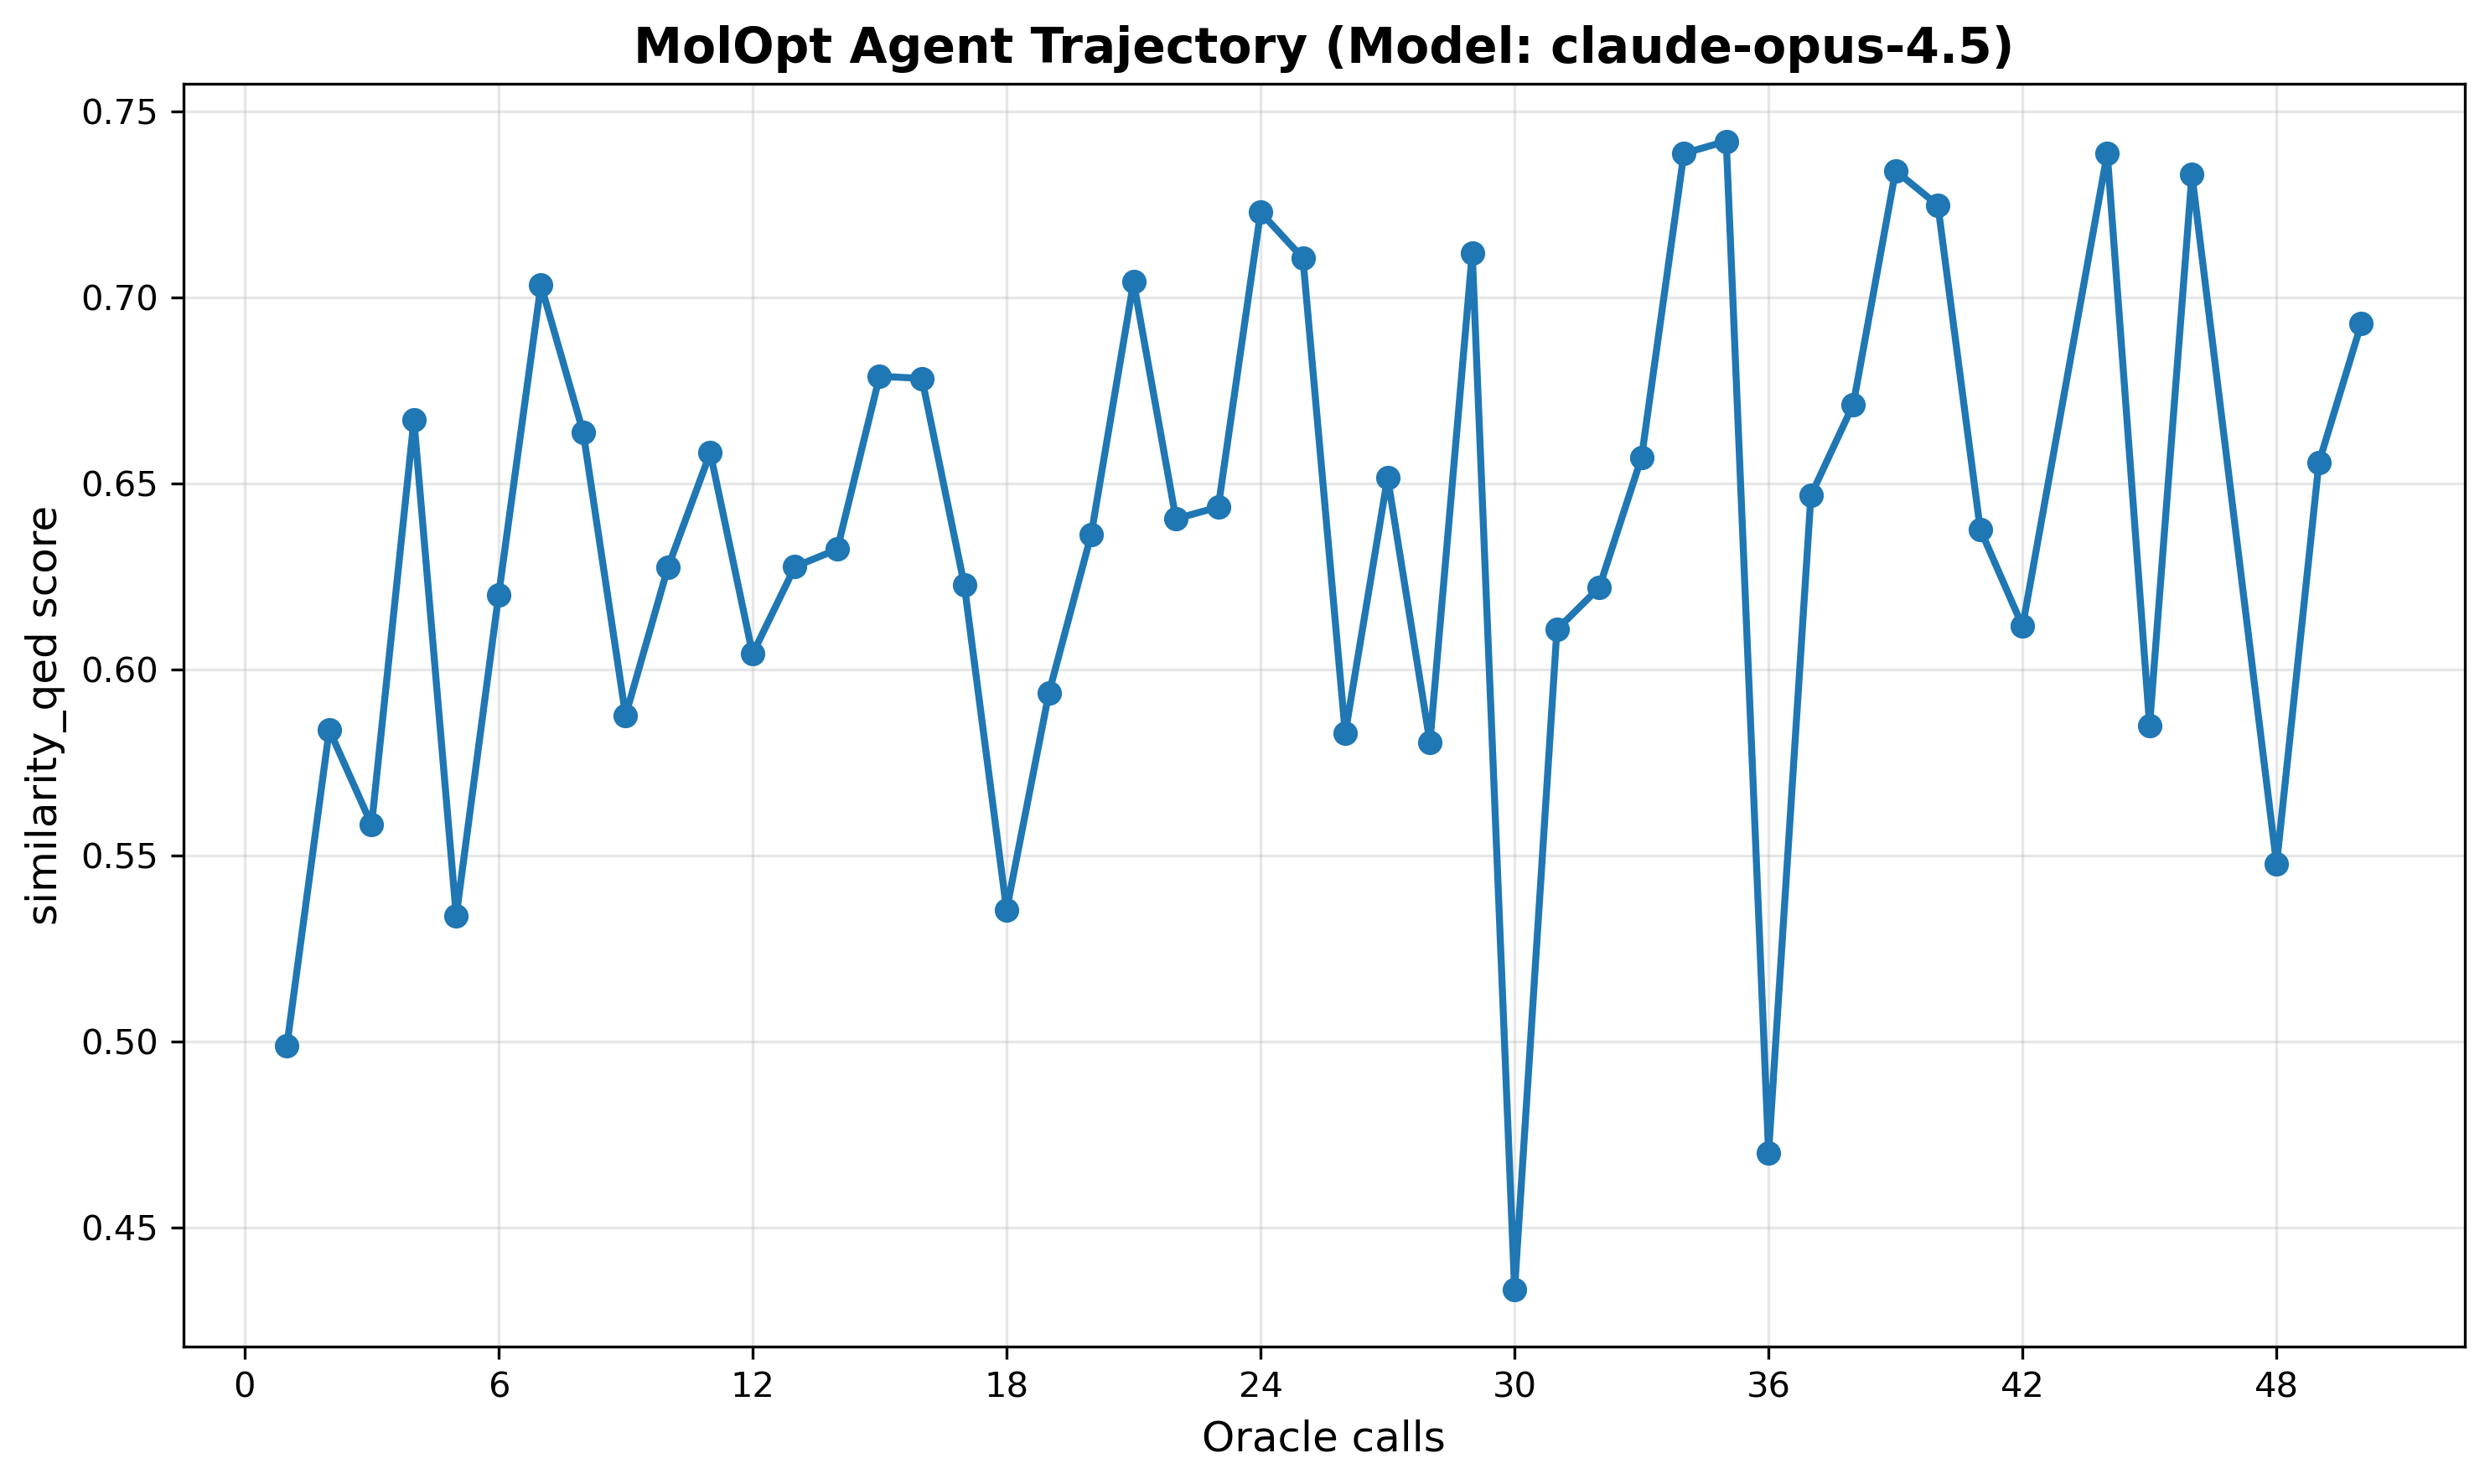 MolOpt Agent Trajectory (Model: claude-opus-4.5)
similarity_qed score
0.75
0.70
0.65
0.60
0.55
0.50
0.45
0 6 12 18 24 30 36 42 48
Oracle calls